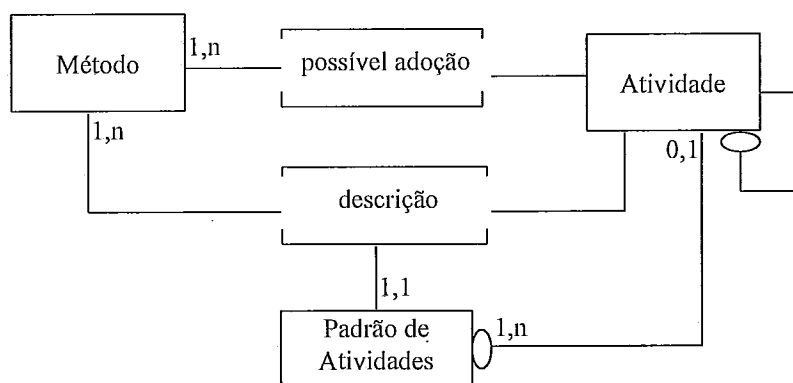 1,n
Método
possível adoção
Atividade
1,n
0,1
descrição
1,1
1,n
Padrão de
Atividades